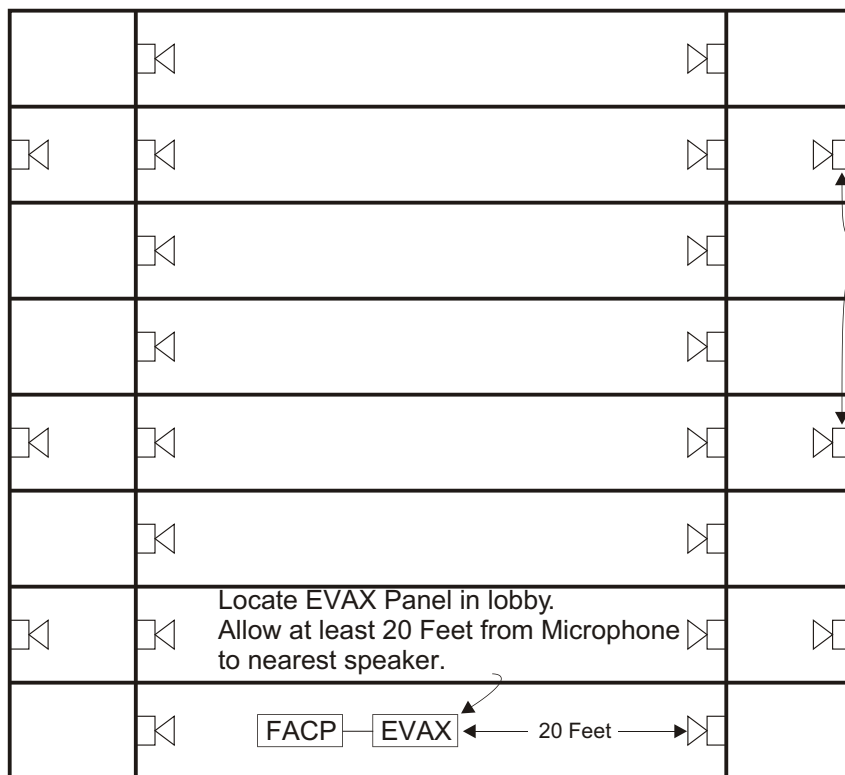 Locate EVAX Panel in lobby.
Allow at least 20 Feet from Microphone
to nearest speaker.
FACP
EVAX
20 Feet